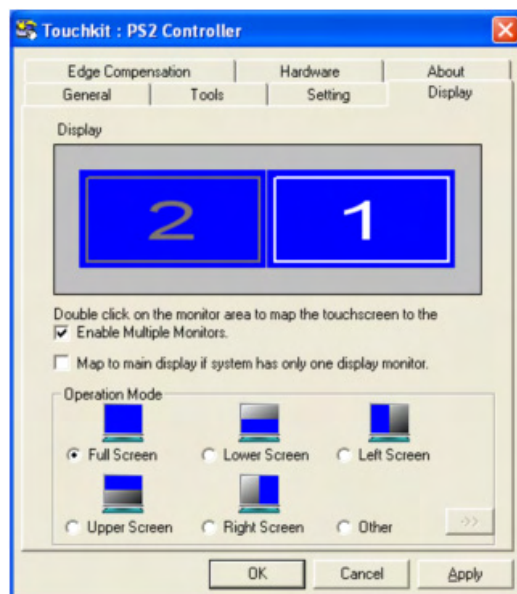 Touchkit : PS2 Controller
Edge Compensation Hardware About
General Tools Setting Display
Display
2 1
Double click on the monitor area to map the touchscreen to the
Enable Multiple Monitors.
Map to main display if system has only one display monitor.
Operation Mode
Full Screen Lower Screen Left Screen
Upper Screen Right Screen Other
->>
OK Cancel Apply